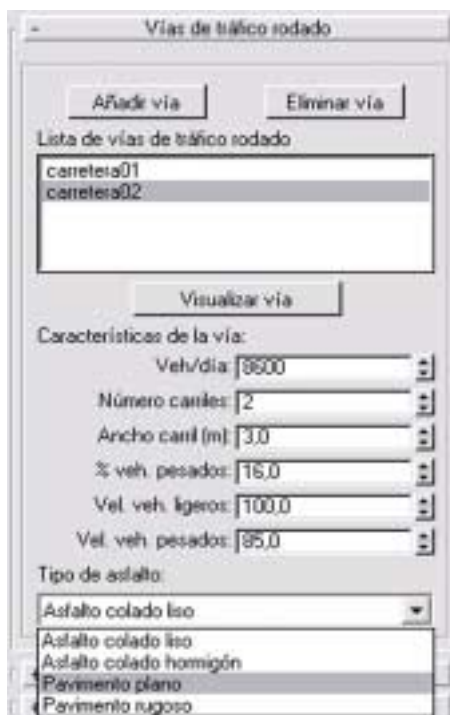 - Vías de tráfico rodado
Añadir vía Eliminar vía
Lista de vías de tráfico rodado
carretera01
carretera02
Visualizar vía
Características de la vía:
Veh/día: 8600
Número carriles: 2
Ancho carril (m): 3,0
% veh. pesados: 16,0
Vel. veh. ligeros: 100,0
Vel. veh. pesados: 85,0
Tipo de asfalto:
Asfalto colado liso
Asfalto colado liso
Asfalto colado hormigón
Pavimento plano
Pavimento rugoso